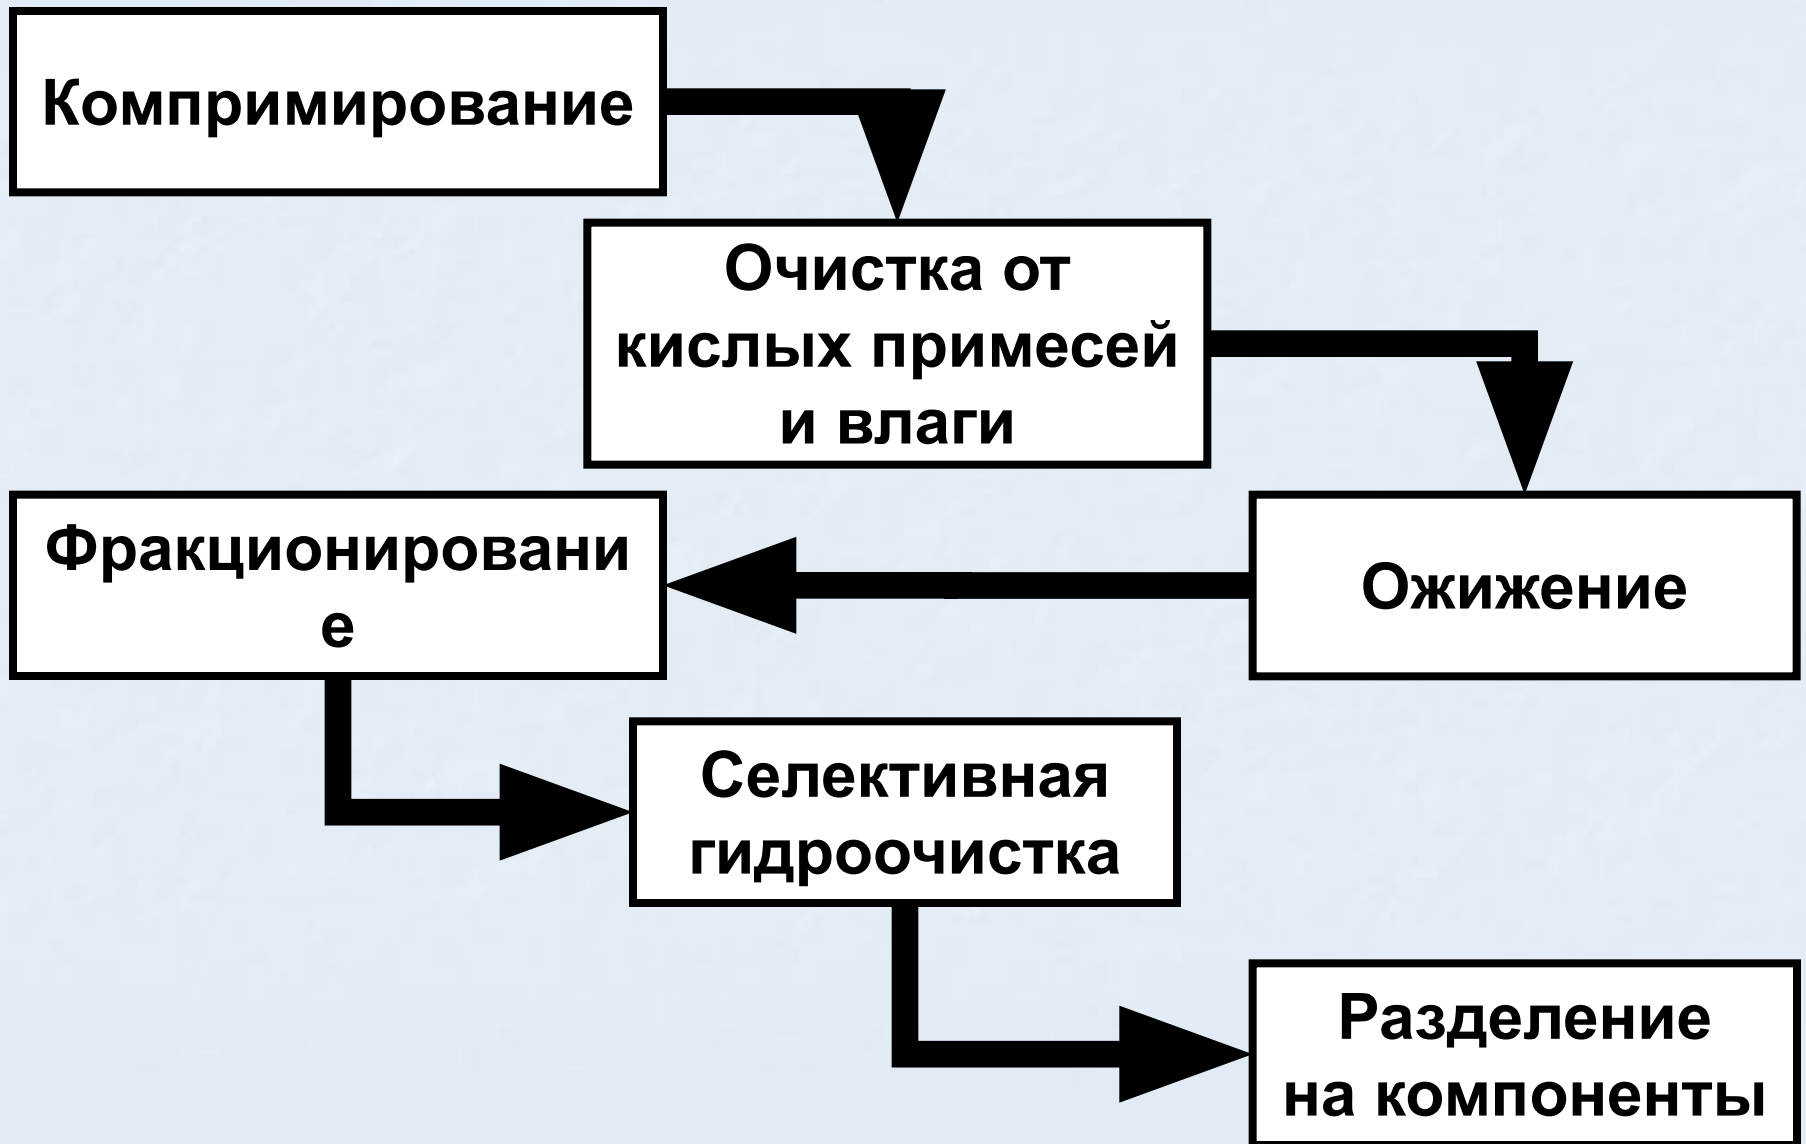 Компримирование
Очистка от
кислых примесей
и влаги
Фракционировани
е
Ожижение
Селективная
гидроочистка
Разделение
на компоненты